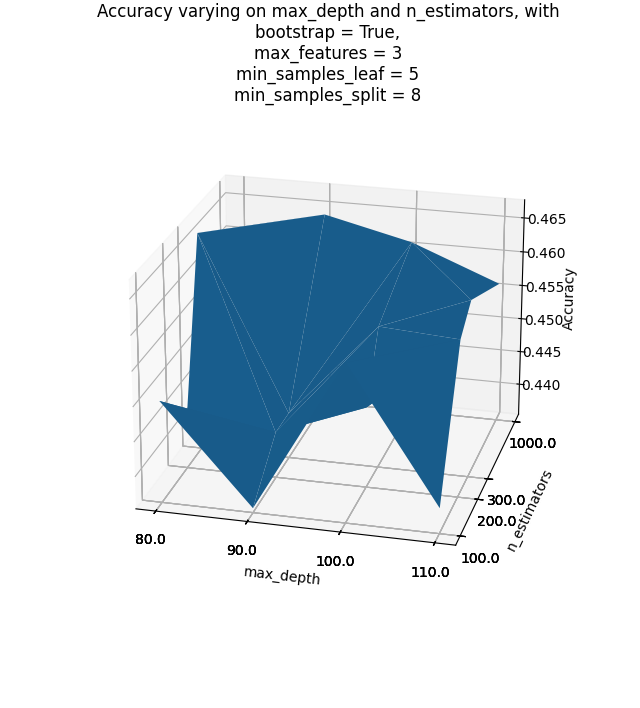 Accuracy varying on max_depth and n_estimators, with
bootstrap = True,
max_features = 3
min_samples_leaf = 5
min_samples_split = 8
0.465
0.460
0.455
0.450
0.445
0.440
Accuracy
1000.0
300.0
200.0
100.0
n_estimators
80.0
90.0
100.0
110.0
max_depth